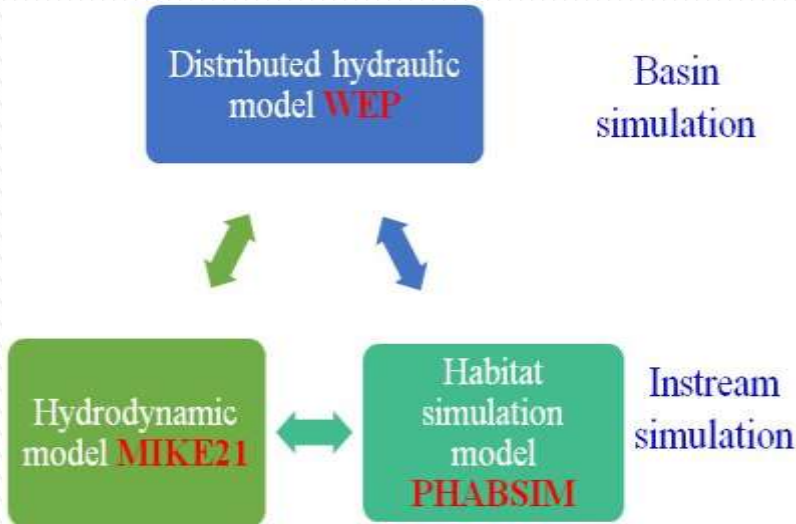 Distributed hydraulic
model WEP
Basin
simulation
Hydrodynamic
model MIKE21
Habitat
simulation
model
PHABSIM
Instream
simulation